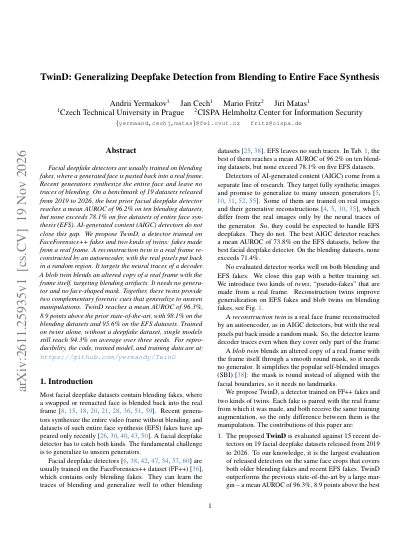 TwinD: Generalizing Deepfake Detection from Blending to Entire Face Synthesis
Andrii Yermakov¹ Jan Cech¹ Mario Fritz² Jiri Matas¹
¹Czech Technical University in Prague ²CISPA Helmholtz Center for Information Security
{yermaand,cechj,matas}@fel.cvut.cz fritz@cispa.de
arXiv:2611.25935v1 [cs.CV] 19 Nov 2026
Abstract
Facial deepfake detectors are usually trained on blending
fakes, where a generated face is pasted back into a real frame.
Recent generators synthesize the entire face and leave no
traces of blending. On a benchmark of 19 datasets released
from 2019 to 2026, the best prior facial deepfake detector
reaches a mean AUROC of 96.2% on ten blending datasets,
but none exceeds 78.1% on five datasets of entire face syn-
thesis (EFS). AI-generated content (AIGC) detectors do not
close this gap. We propose TwinD, a detector trained on
FaceForensics++ fakes and two kinds of twins: fakes made
from a real frame. A reconstruction twin is a real frame re-
constructed by an autoencoder, with the real pixels put back
in a random region. It targets the neural traces of a decoder.
A blob twin blends an altered copy of a real frame with the
frame itself, targeting blending artifacts. It needs no genera-
tor and no face-shaped mask. Together, these twins provide
two complementary forensic cues that generalize to unseen
manipulations. TwinD reaches a mean AUROC of 96.3%,
8.9 points above the prior state-of-the-art, with 98.1% on the
blending datasets and 95.6% on the EFS datasets. Trained
on twins alone, without any generated fakes, single models
still reach 94.3% on average over three seeds. For repro-
ducibility, the code, trained model, and training data are at:
https://github.com/yermandy/TwinD
1. Introduction
Most facial deepfake datasets contain blending fakes, where
a swapped or reenacted face is blended back into the real
frame [8, 15, 18, 20, 21, 28, 36, 51, 59]. Recent genera-
tors synthesize the entire video frame without blending, and
datasets of such entire face synthesis (EFS) fakes have ap-
peared only recently [26, 30, 40, 43, 50]. A facial deepfake
detector has to catch both kinds. The fundamental challenge
is to generalize to unseen generators.
Facial deepfake detectors [6, 38, 42, 47, 54, 57, 60] are
usually trained on the FaceForensics++ dataset (FF++) [36],
which contains only blending fakes. They can learn the
traces of blending and generalize well to other blending
datasets [25, 38]. EFS leaves no such traces. In Tab. 1, the
best of them reaches a mean AUROC of 96.2% on ten blend-
ing datasets, but none exceeds 78.1% on five EFS datasets.
Detectors of AI-generated content (AIGC) come from a
separate line of research. They target fully synthetic images
and promise to generalize to many unseen generators [5,
10, 31, 52, 55]. Some of them are trained on real images
and their generative reconstructions [4, 5, 10, 35], which
differ from the real images only by the neural traces of
the generator. So, they could be expected to handle EFS
deepfakes. They do not. The best AIGC detector reaches
a mean AUROC of 73.8% on the EFS datasets, below the
best facial deepfake detector. On the blending datasets, none
exceeds 71.4%.
No evaluated detector works well on both blending and
EFS fakes. We close this gap with a better training set.
We introduce two kinds of twins, “pseudo-fakes” that are
made from a real frame. Reconstruction twins improve
generalization on EFS fakes and blob twins on blending
fakes, see Fig. 1.
A reconstruction twin is a real face frame reconstructed
by an autoencoder, as in AIGC detectors, but with the real
pixels put back inside a random mask. So, the detector learns
decoder traces even when they cover only part of the frame.
A blob twin blends an altered copy of a real frame with
the frame itself through a smooth round mask, so it needs
no generator. It simplifies the popular self-blended images
(SBI) [38]: the mask is round instead of aligned with the
facial boundaries, so it needs no landmarks.
We propose TwinD, a detector trained on FF++ fakes and
two kinds of twins. Each fake is paired with the real frame
from which it was made, and both receive the same training
augmentation, so the only difference between them is the
manipulation. The contributions of this paper are:
1. The proposed TwinD is evaluated against 15 recent de-
tectors on 19 facial deepfake datasets released from 2019
to 2026. To our knowledge, it is the largest evaluation
of released detectors on the same face crops that covers
both older blending fakes and recent EFS fakes. TwinD
outperforms the previous state-of-the-art by a large mar-
gin – a mean AUROC of 96.3%, 8.9 points above the best
1